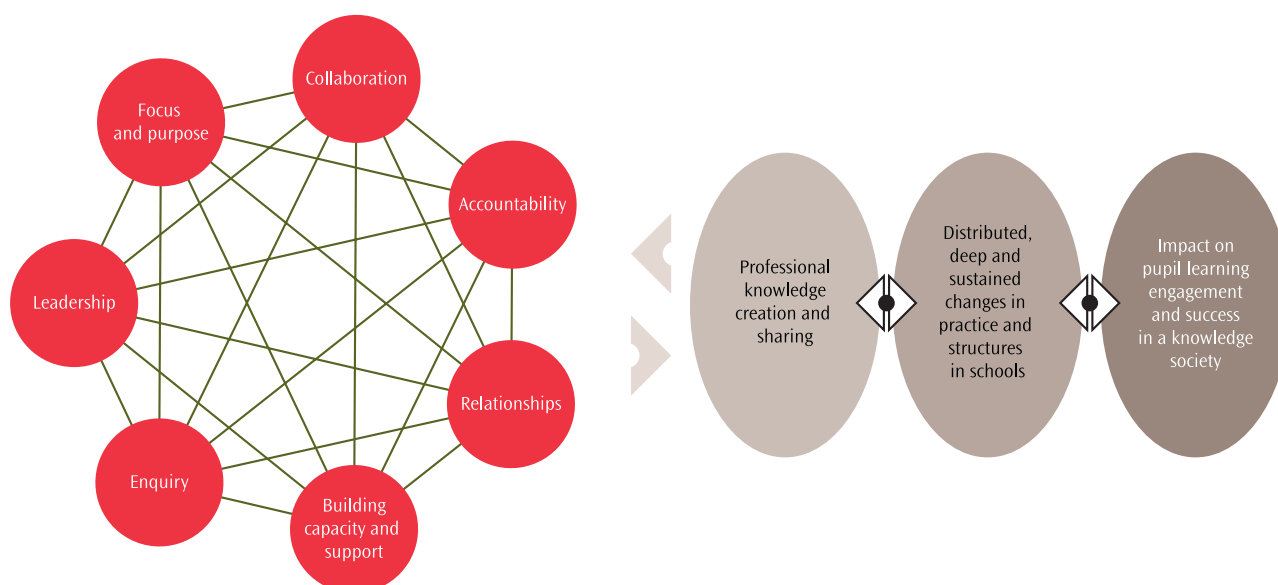 Collaboration
Focus
and purpose
Accountability
Leadership
Relationships
Enquiry
Building
capacity and
support
Professional
knowledge
creation and
sharing
Distributed,
deep and
sustained
changes in
practice and
structures
in schools
Impact on
pupil learning
engagement
and success
in a knowledge
society